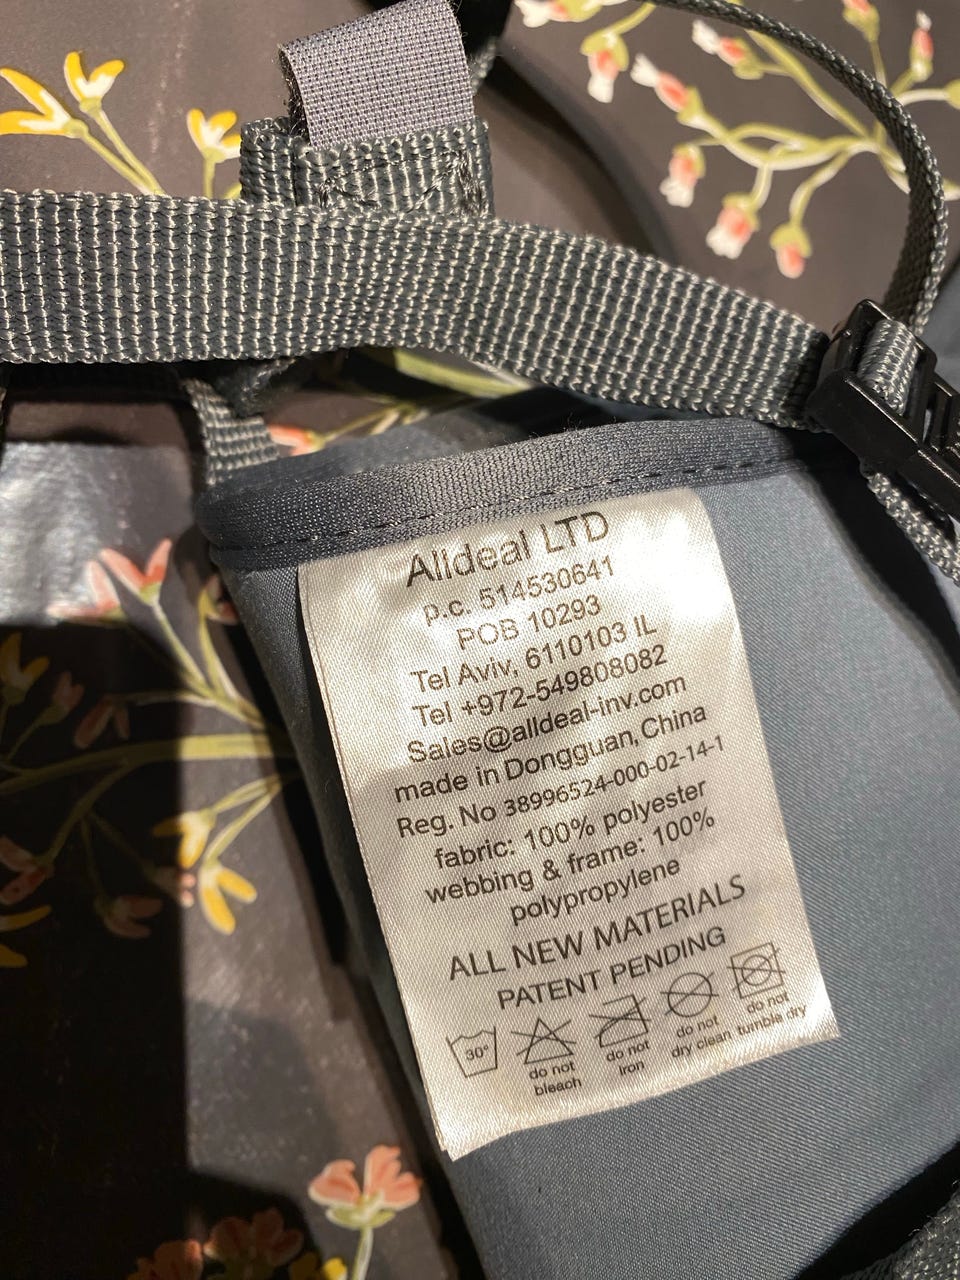 Alldeal LTD
p.c. 514530641
POB 10293
Tel Aviv, 6110103 IL
Tel +972-549808082
Sales@alldeal-inv.com
made in Dongguan, China
Reg. No 38996524-000-02-14-1
fabric: 100% polyester
webbing & frame: 100%
polypropylene
ALL NEW MATERIALS
PATENT PENDING
30°
do not bleach
do not Iron
do not dry clean
do not tumble dry